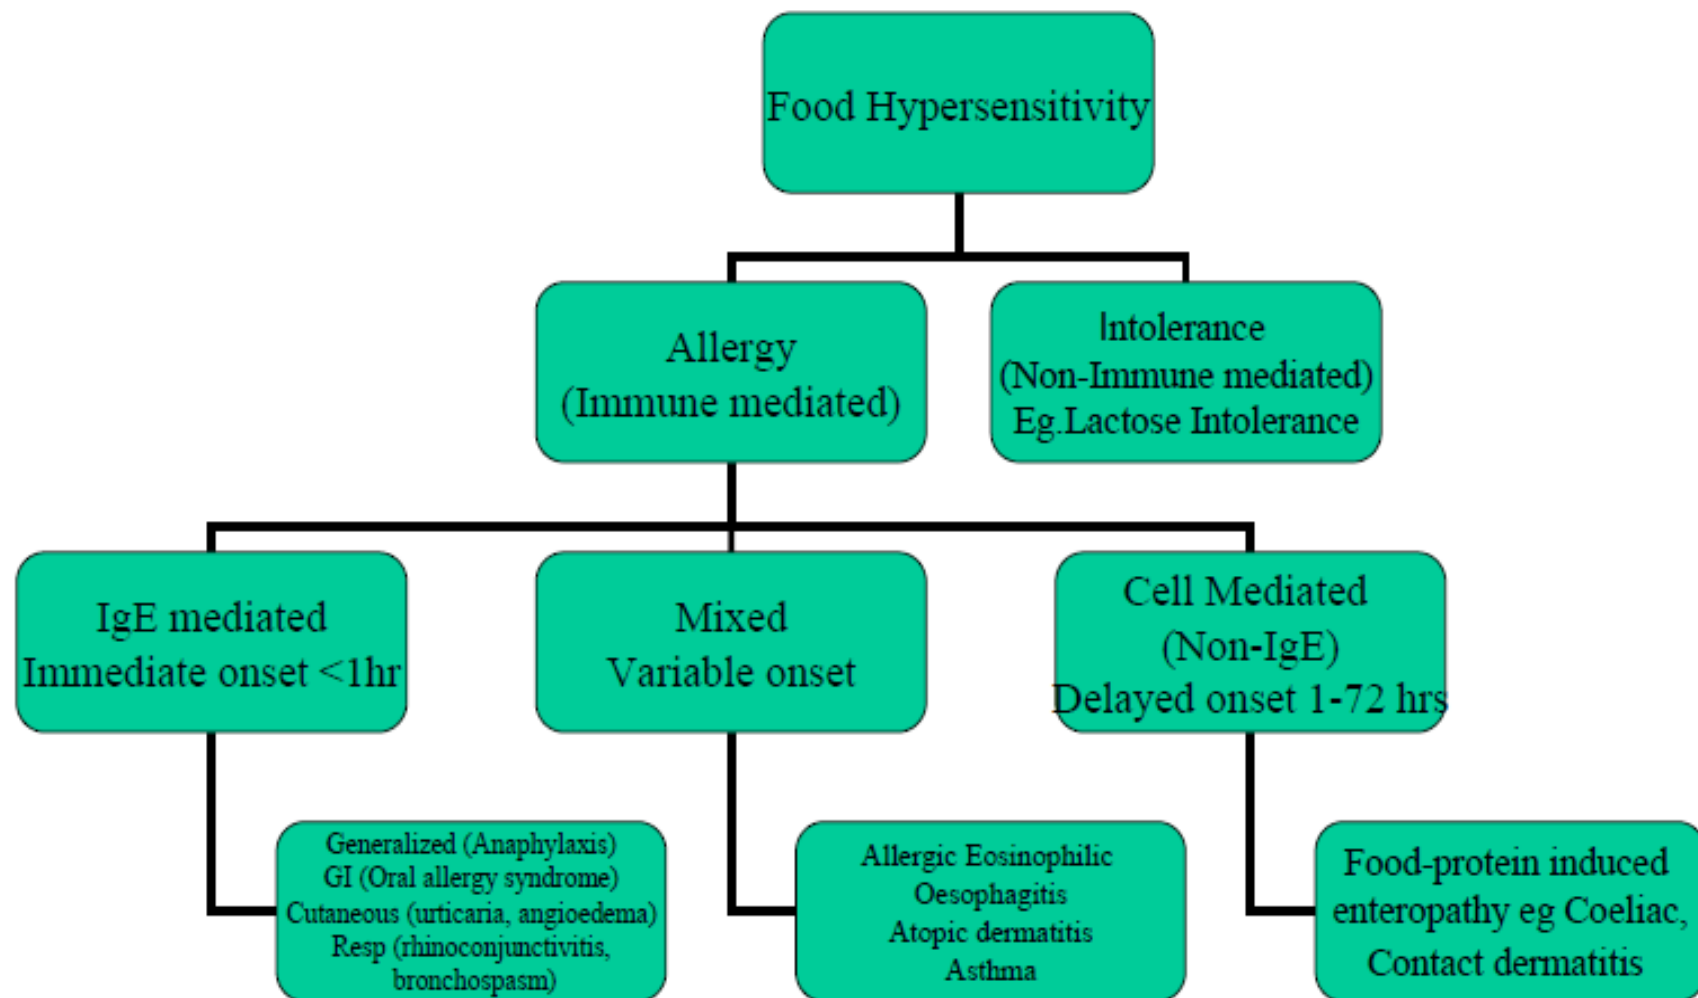 Food Hypersensitivity
Allergy
(Immune mediated)
Intolerance
(Non-Immune mediated)
Eg.Lactose Intolerance
IgE mediated
Immediate onset <1hr
Mixed
Variable onset
Cell Mediated
(Non-IgE)
Delayed onset 1-72 hrs
Generalized (Anaphylaxis)
GI (Oral allergy syndrome)
Cutaneous (urticaria, angioedema)
Resp (rhinoconjunctivitis,
bronchospasm)
Allergic Eosinophilic
Oesophagitis
Atopic dermatitis
Asthma
Food-protein induced
enteropathy eg Coeliac,
Contact dermatitis